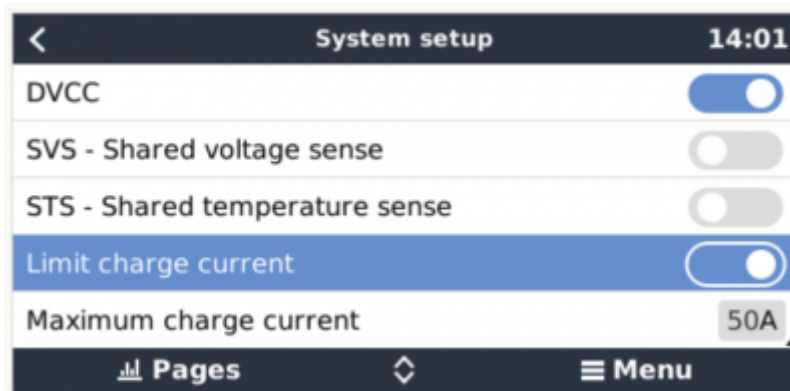 System setup 14:01
DVCC
SVS - Shared voltage sense
STS - Shared temperature sense
Limit charge current
Maximum charge current 50A
Pages Menu